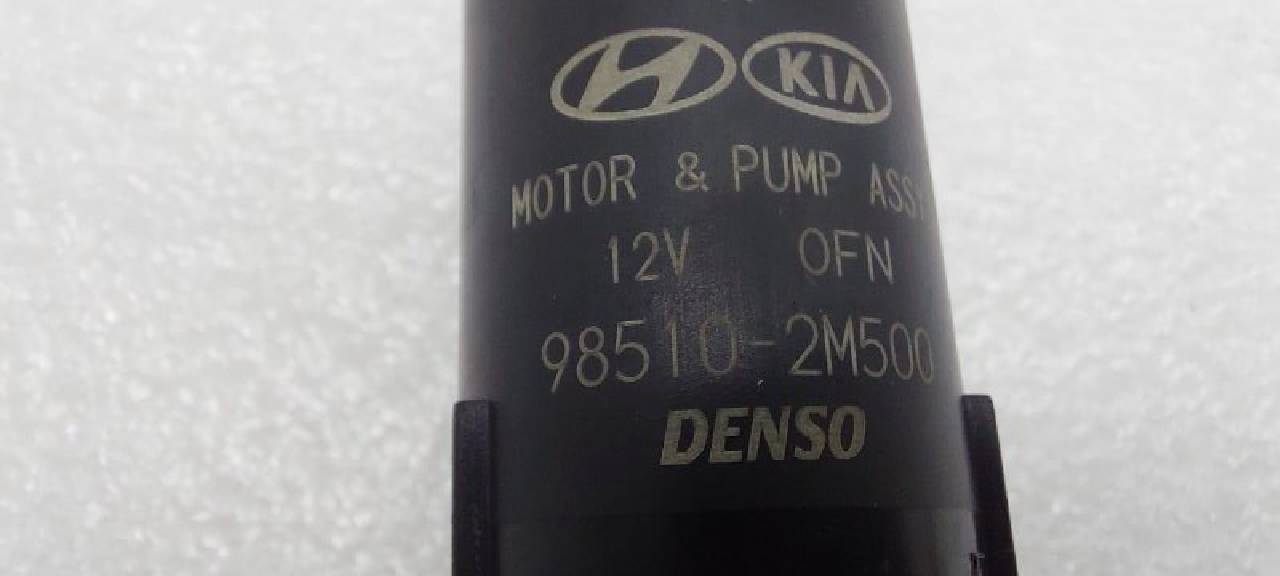 KIA
MOTOR & PUMP ASSY
12V OFN
98510-2M500
DENSO